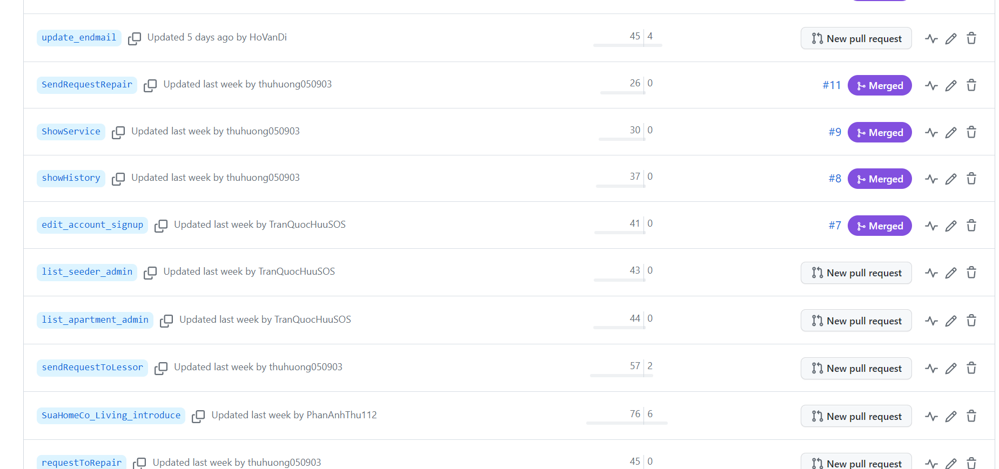 update_endmail Updated 5 days ago by HoVanDi 45 4 New pull request
SendRequestRepair Updated last week by thuhuong050903 26 0 #11 Merged
ShowService Updated last week by thuhuong050903 30 0 #9 Merged
showHistory Updated last week by thuhuong050903 37 0 #8 Merged
edit_account_signup Updated last week by TranQuocHuuSOS 41 0 #7 Merged
list_seeder_admin Updated last week by TranQuocHuuSOS 43 0 New pull request
list_apartment_admin Updated last week by TranQuocHuuSOS 44 0 New pull request
sendRequestToLessor Updated last week by thuhuong050903 57 2 New pull request
SuaHomeCo_Living_introduce Updated last week by PhanAnhThu112 76 6 New pull request
requestToRepair Updated last week by thuhuong050903 45 0 New pull request